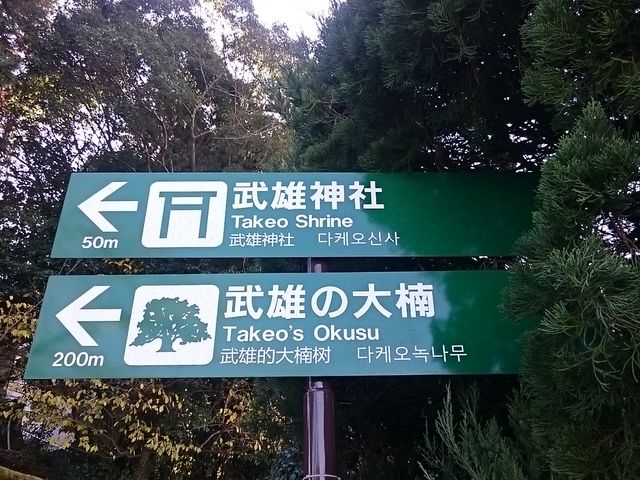 武雄神社
Takeo Shrine
50m
武雄神社 다케오신사
武雄の大楠
Takeo's Okusu
200m
武雄的大楠树 다케오녹나무